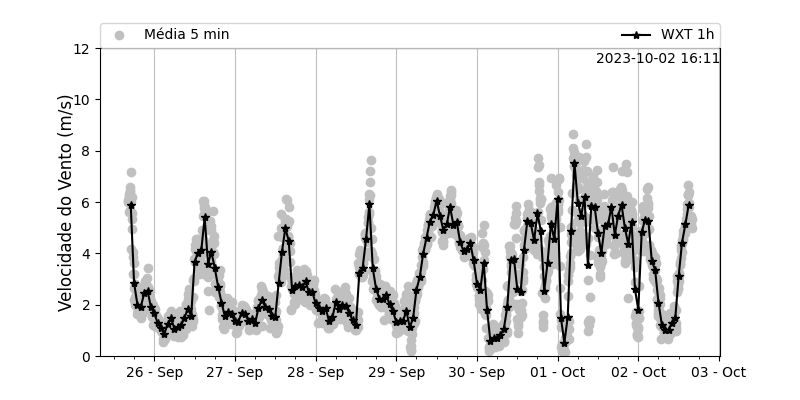 Média 5 min
WXT 1h
2023-10-02 16:11
Velocidade do Vento (m/s)
12
10
8
6
4
2
0
26 - Sep
27 - Sep
28 - Sep
29 - Sep
30 - Sep
01 - Oct
02 - Oct
03 - Oct